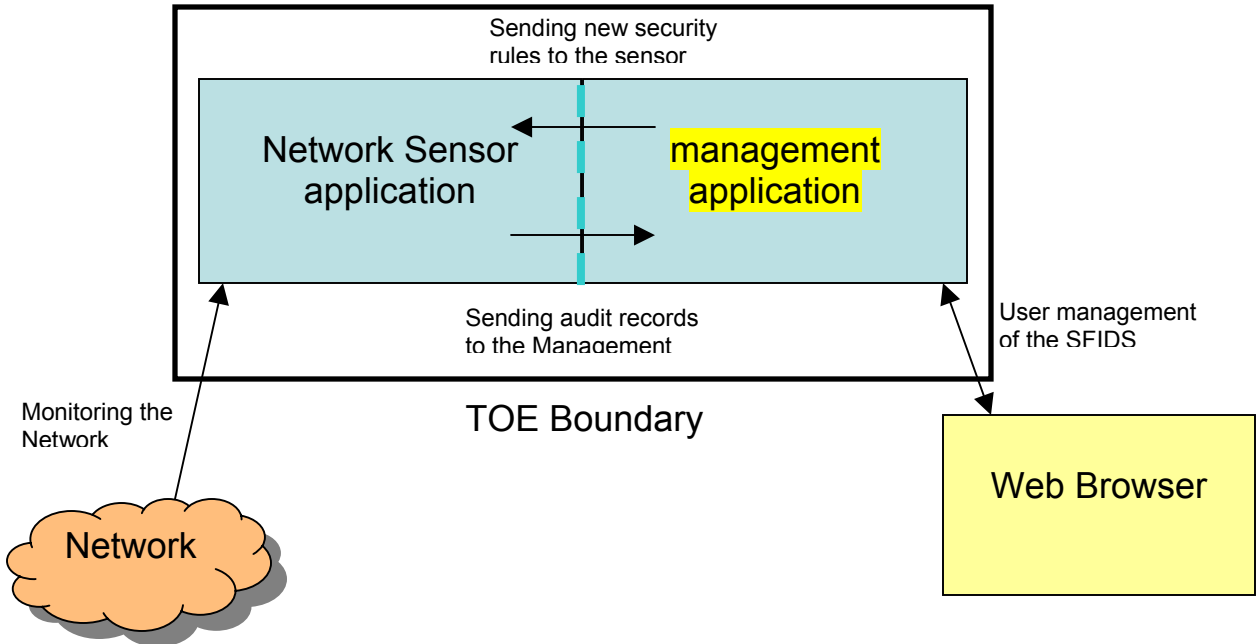 Sending new security
rules to the sensor
Network Sensor
application
management
application
Sending audit records
to the Management
User management
of the SFIDS
Monitoring the
Network
TOE Boundary
Network
Web Browser